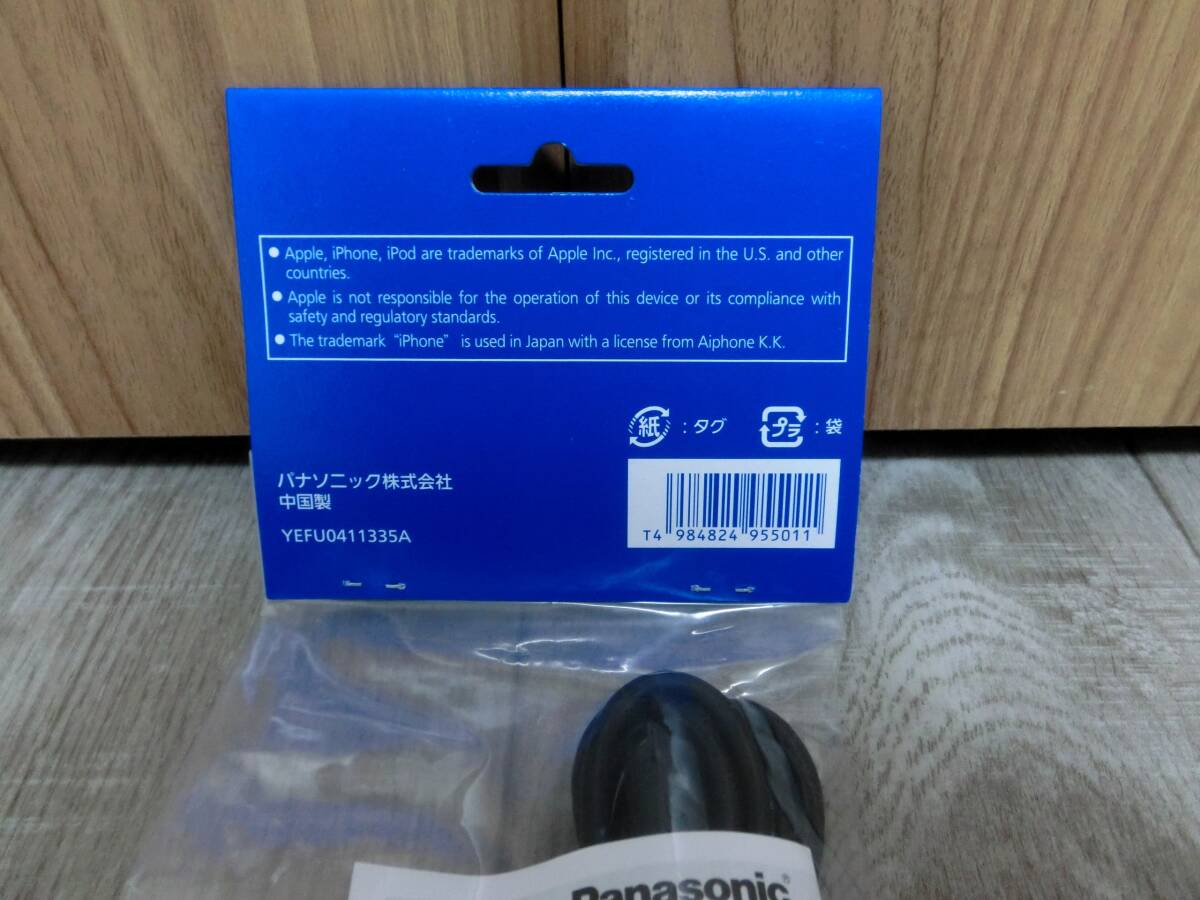 ● Apple, iPhone, iPod are trademarks of Apple Inc., registered in the U.S. and other
countries.
● Apple is not responsible for the operation of this device or its compliance with
safety and regulatory standards.
● The trademark “iPhone” is used in Japan with a license from Aiphone K.K.
紙 : タグ プラ : 袋
パナソニック株式会社
中国製
YEFU0411335A
T4 984824 955011
Panasonic®